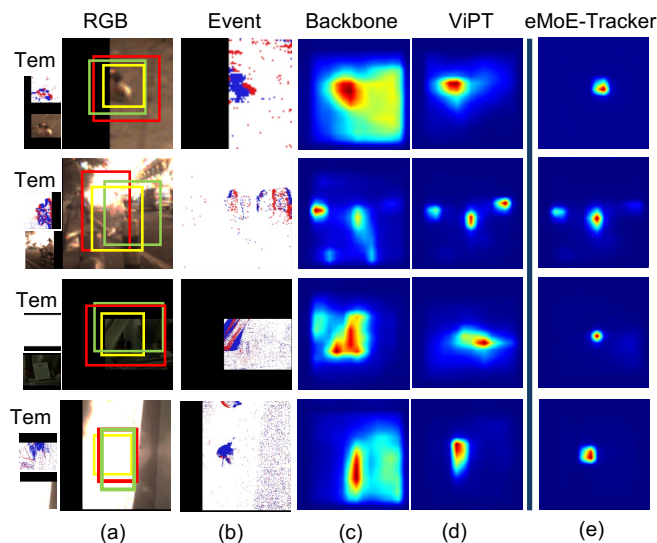 RGB Event Backbone ViPT eMoE-Tracker
Tem
Tem
Tem
Tem
(a) (b) (c) (d) (e)